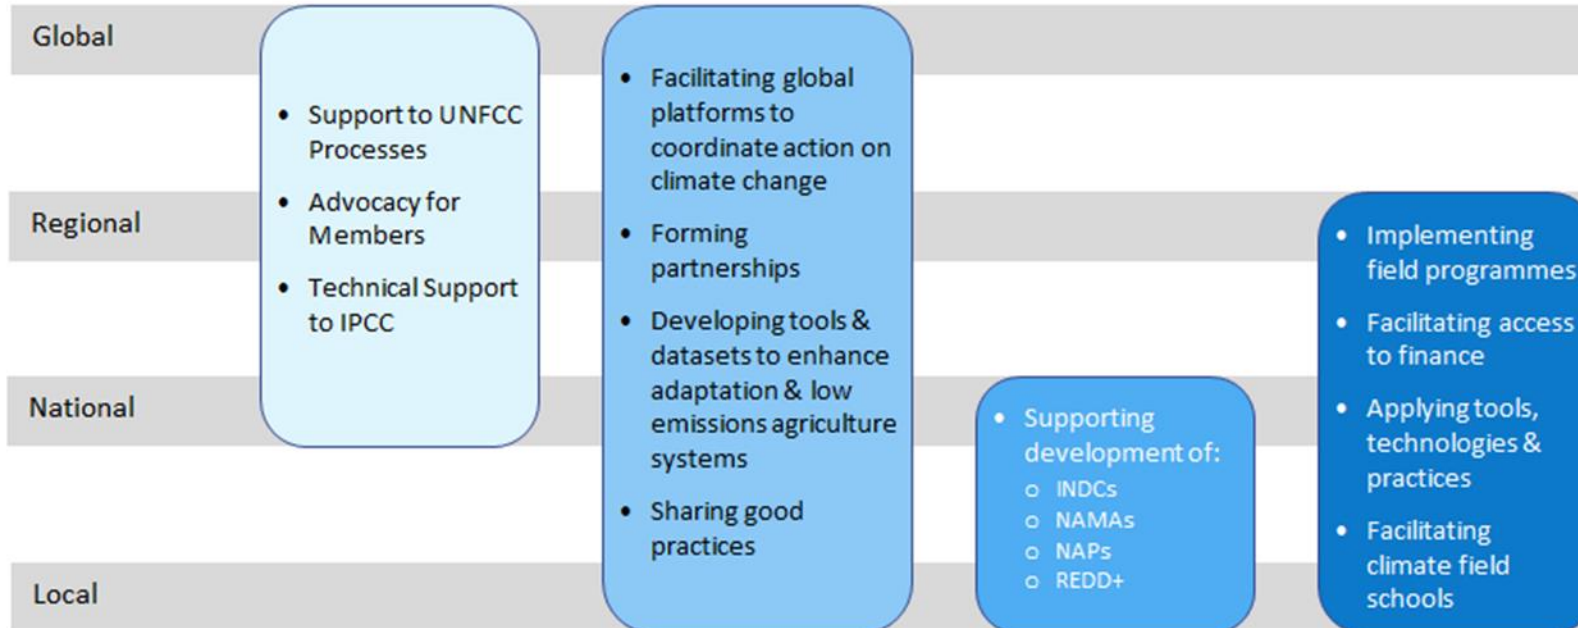 Global
Regional
National
Local
• Support to UNFCC
Processes
• Advocacy for
Members
• Technical Support
to IPCC
• Facilitating global
platforms to
coordinate action on
climate change
• Forming
partnerships
• Developing tools &
datasets to enhance
adaptation & low
emissions agriculture
systems
• Sharing good
practices
• Supporting
development of:
o INDCs
o NAMAs
o NAPs
o REDD+
• Implementing
field programmes
• Facilitating access
to finance
• Applying tools,
technologies &
practices
• Facilitating
climate field
schools